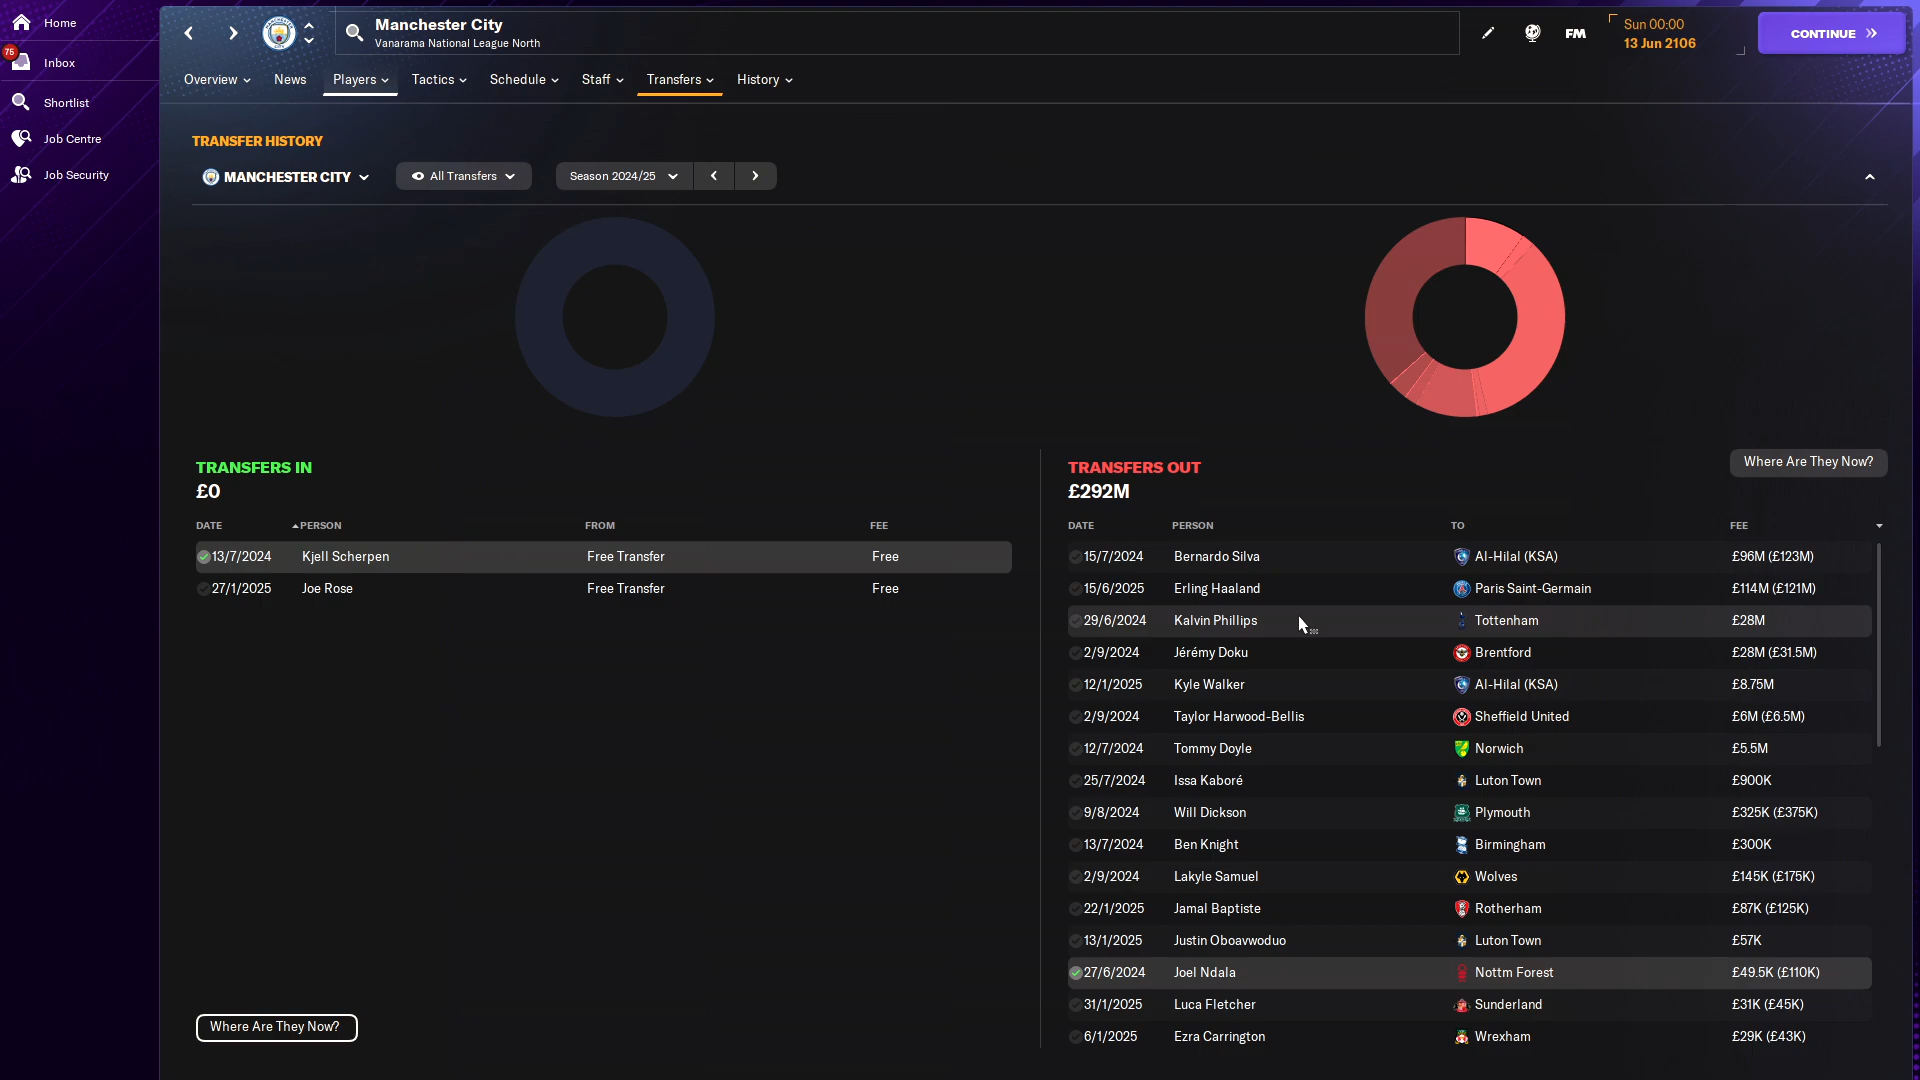 Home
75
Inbox
Shortlist
Job Centre
Job Security
Manchester City
Vanarama National League North
FM
Sun 00:00
13 Jun 2106
CONTINUE
Overview
News
Players
Tactics
Schedule
Staff
Transfers
History
TRANSFER HISTORY
MANCHESTER CITY
All Transfers
Season 2024/25
TRANSFERS IN
£0
DATE PERSON FROM FEE
13/7/2024 Kjell Scherpen Free Transfer Free
27/1/2025 Joe Rose Free Transfer Free
Where Are They Now?
TRANSFERS OUT
£292M
Where Are They Now?
DATE PERSON TO FEE
15/7/2024 Bernardo Silva Al-Hilal (KSA) £96M (£123M)
15/6/2025 Erling Haaland Paris Saint-Germain £114M (£121M)
29/6/2024 Kalvin Phillips Tottenham £28M
2/9/2024 Jérémy Doku Brentford £28M (£31.5M)
12/1/2025 Kyle Walker Al-Hilal (KSA) £8.75M
2/9/2024 Taylor Harwood-Bellis Sheffield United £6M (£6.5M)
12/7/2024 Tommy Doyle Norwich £5.5M
25/7/2024 Issa Kaboré Luton Town £900K
9/8/2024 Will Dickson Plymouth £325K (£375K)
13/7/2024 Ben Knight Birmingham £300K
2/9/2024 Lakyle Samuel Wolves £145K (£175K)
22/1/2025 Jamal Baptiste Rotherham £87K (£125K)
13/1/2025 Justin Oboavwoduo Luton Town £57K
27/6/2024 Joel Ndala Nottm Forest £49.5K (£110K)
31/1/2025 Luca Fletcher Sunderland £31K (£45K)
6/1/2025 Ezra Carrington Wrexham £29K (£43K)